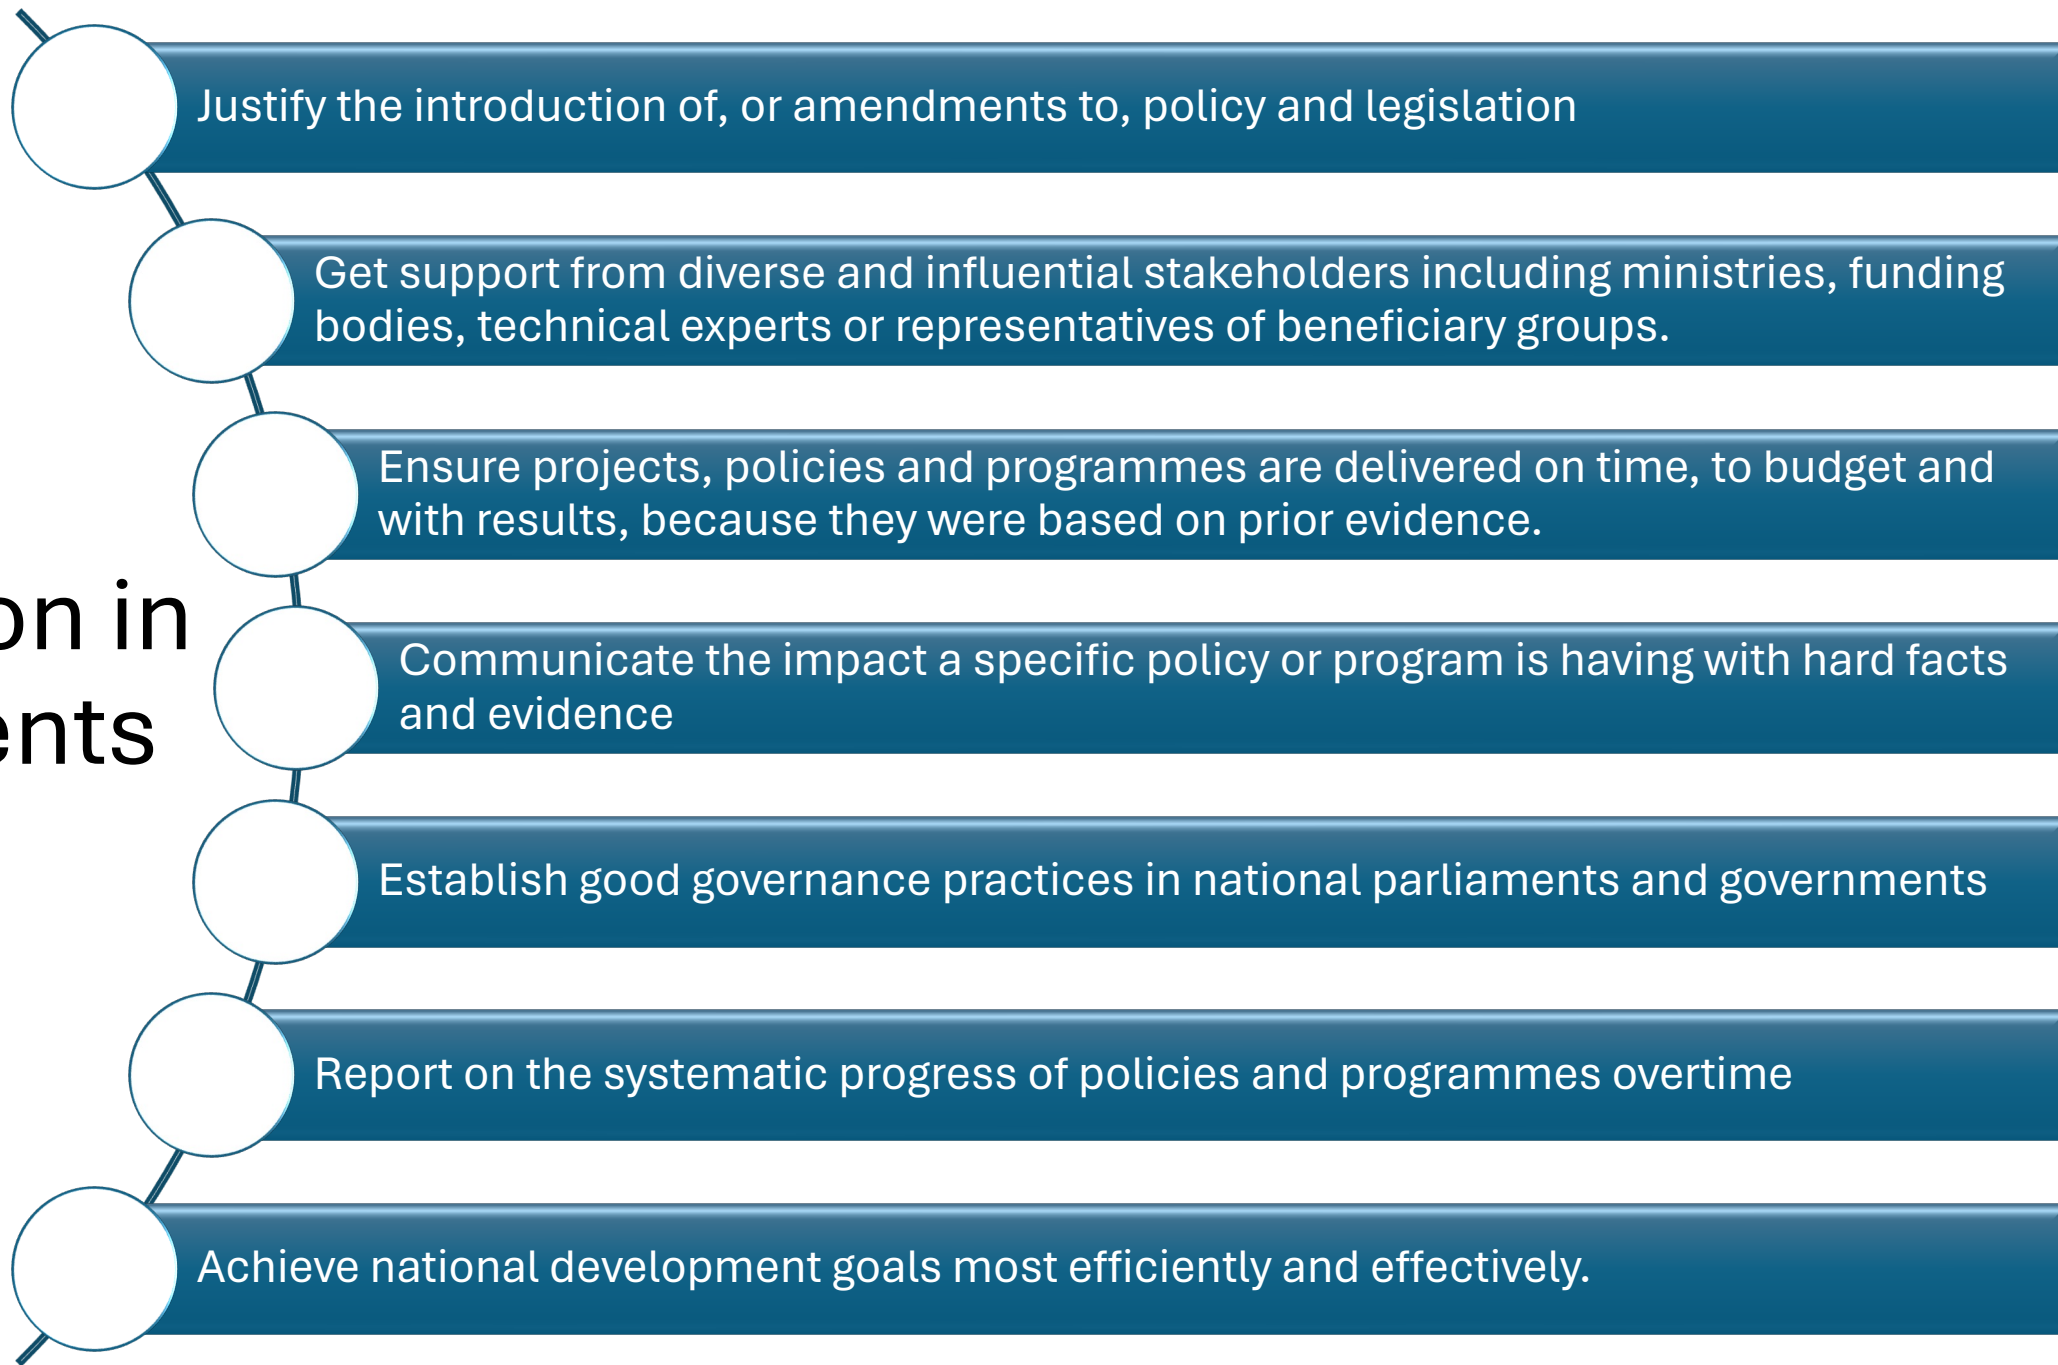 Justify the introduction of, or amendments to, policy and legislation
Get support from diverse and influential stakeholders including ministries, funding
bodies, technical experts or representatives of beneficiary groups.
Ensure projects, policies and programmes are delivered on time, to budget and
with results, because they were based on prior evidence.
on in
ents
Communicate the impact a specific policy or program is having with hard facts
and evidence
Establish good governance practices in national parliaments and governments
Report on the systematic progress of policies and programmes overtime
Achieve national development goals most efficiently and effectively.